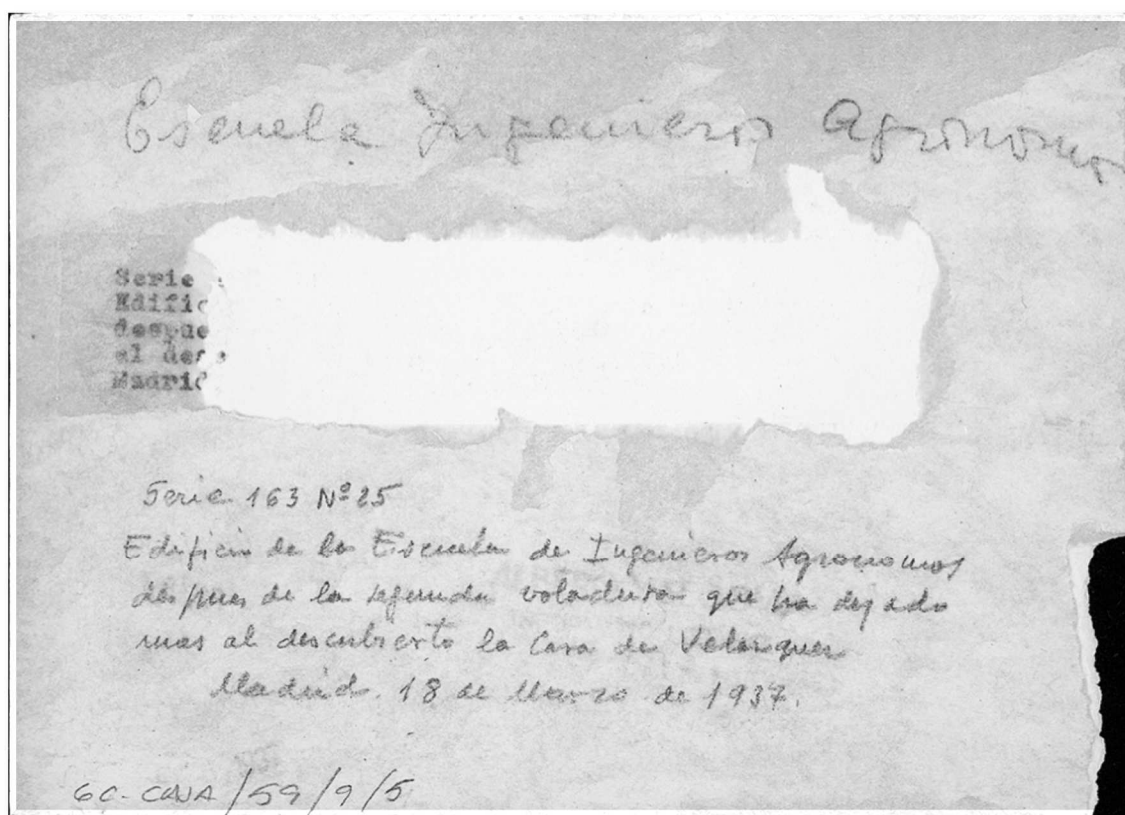 Escuela Ingenieros Agronomos
Serie
Edific
despue
al des
Madrid
Serie 163 Nº 25
Edificio de la Escuela de Ingenieros Agronomos
despues de la segunda voladura que ha dejado
mas al descubierto la Casa de Velazquez
Madrid. 18 de Marzo de 1937.
GC-CAJA/59/9/5